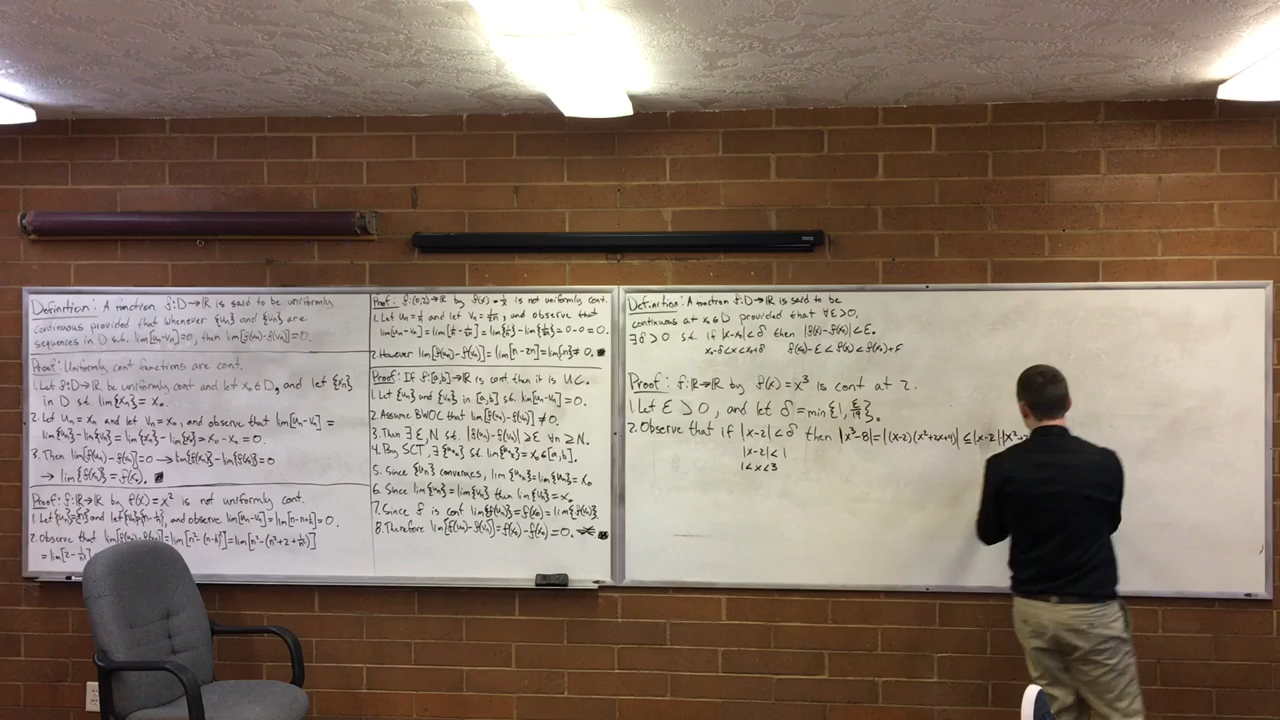 Definition: A function f:D→ℝ is said to be uniformly
continuous provided that whenever {uₙ} and {vₙ} are
sequences in D s.t. lim[uₙ-vₙ]=0, then lim[f(uₙ)-f(vₙ)]=0.
Proof: Uniformly cont functions are cont.
1. Let f:D→ℝ be uniformly cont and let x₀∈D, and let {xₙ}
in D s.t. lim{xₙ}=x₀.
2. Let uₙ=xₙ and let vₙ=x₀, and observe that lim[uₙ-vₙ]=
lim{uₙ}-lim{vₙ}=lim{xₙ}-lim{x₀}=x₀-x₀=0.
3. Then lim[f(uₙ)-f(vₙ)]=0 → lim{f(xₙ)}-lim{f(x₀)}=0
→ lim{f(xₙ)}=f(x₀).
Proof: f:ℝ→ℝ by f(x)=x² is not uniformly cont.
1. Let {uₙ}={n} and let {vₙ}={n-1/n}, and observe lim[uₙ-vₙ]=lim[n-n+1/n]=0.
2. Observe that lim[f(uₙ)-f(vₙ)]=lim[n²-(n-1/n)²]=lim[n²-(n²+2+1/n²)]
=lim[2-1/n²]
Proof: f:(0,2)→ℝ by f(x)=1/x is not uniformly cont.
1. Let uₙ=1/n and let vₙ=1/2n, and observe that
lim[uₙ-vₙ]=lim[1/n-1/2n]=lim{1/n}-lim{1/2n}=0-0=0.
2. However lim[f(uₙ)-f(vₙ)]=lim[n-2n]=lim{n}≠0.
Proof: If f:[a,b]→ℝ is cont. then it is UC.
1. Let {uₙ} and {vₙ} in [a,b] s.t. lim[uₙ-vₙ]=0.
2. Assume BWOC that lim[f(uₙ)-f(vₙ)]≠0.
3. Then ∃ε,N s.t. |f(uₙ)-f(vₙ)|≥ε ∀n≥N.
4. By SCT, ∃ s.t. =x₀∈[a,b].
5. Since {uₙ} converges, lim{uₙ}= =x₀
6. Since lim{uₙ}=lim{vₙ} then lim{vₙ}=x₀
7. Since f is cont lim{f(uₙ)}=f(x₀)=lim{f(vₙ)}
8. Therefore lim[f(uₙ)-f(vₙ)]=f(x₀)-f(x₀)=0.
Definition: A function f:D→ℝ is said to be
continuous at x₀∈D provided that ∀ε>0,
∃δ>0 s.t. if |x-x₀|<δ then |f(x)-f(x₀)|<ε.
x₀-δ<x<x₀+δ f(x₀)-ε<f(x)<f(x₀)+ε
Proof: f:ℝ→ℝ by f(x)=x³ is cont at 2.
1. Let ε>0, and let δ=min{1, ε/19}.
2. Observe that if |x-2|<δ then |x³-8|=|(x-2)(x²+2x+4)|≤|x-2||x²+2
|x-2|<1
1<x<3